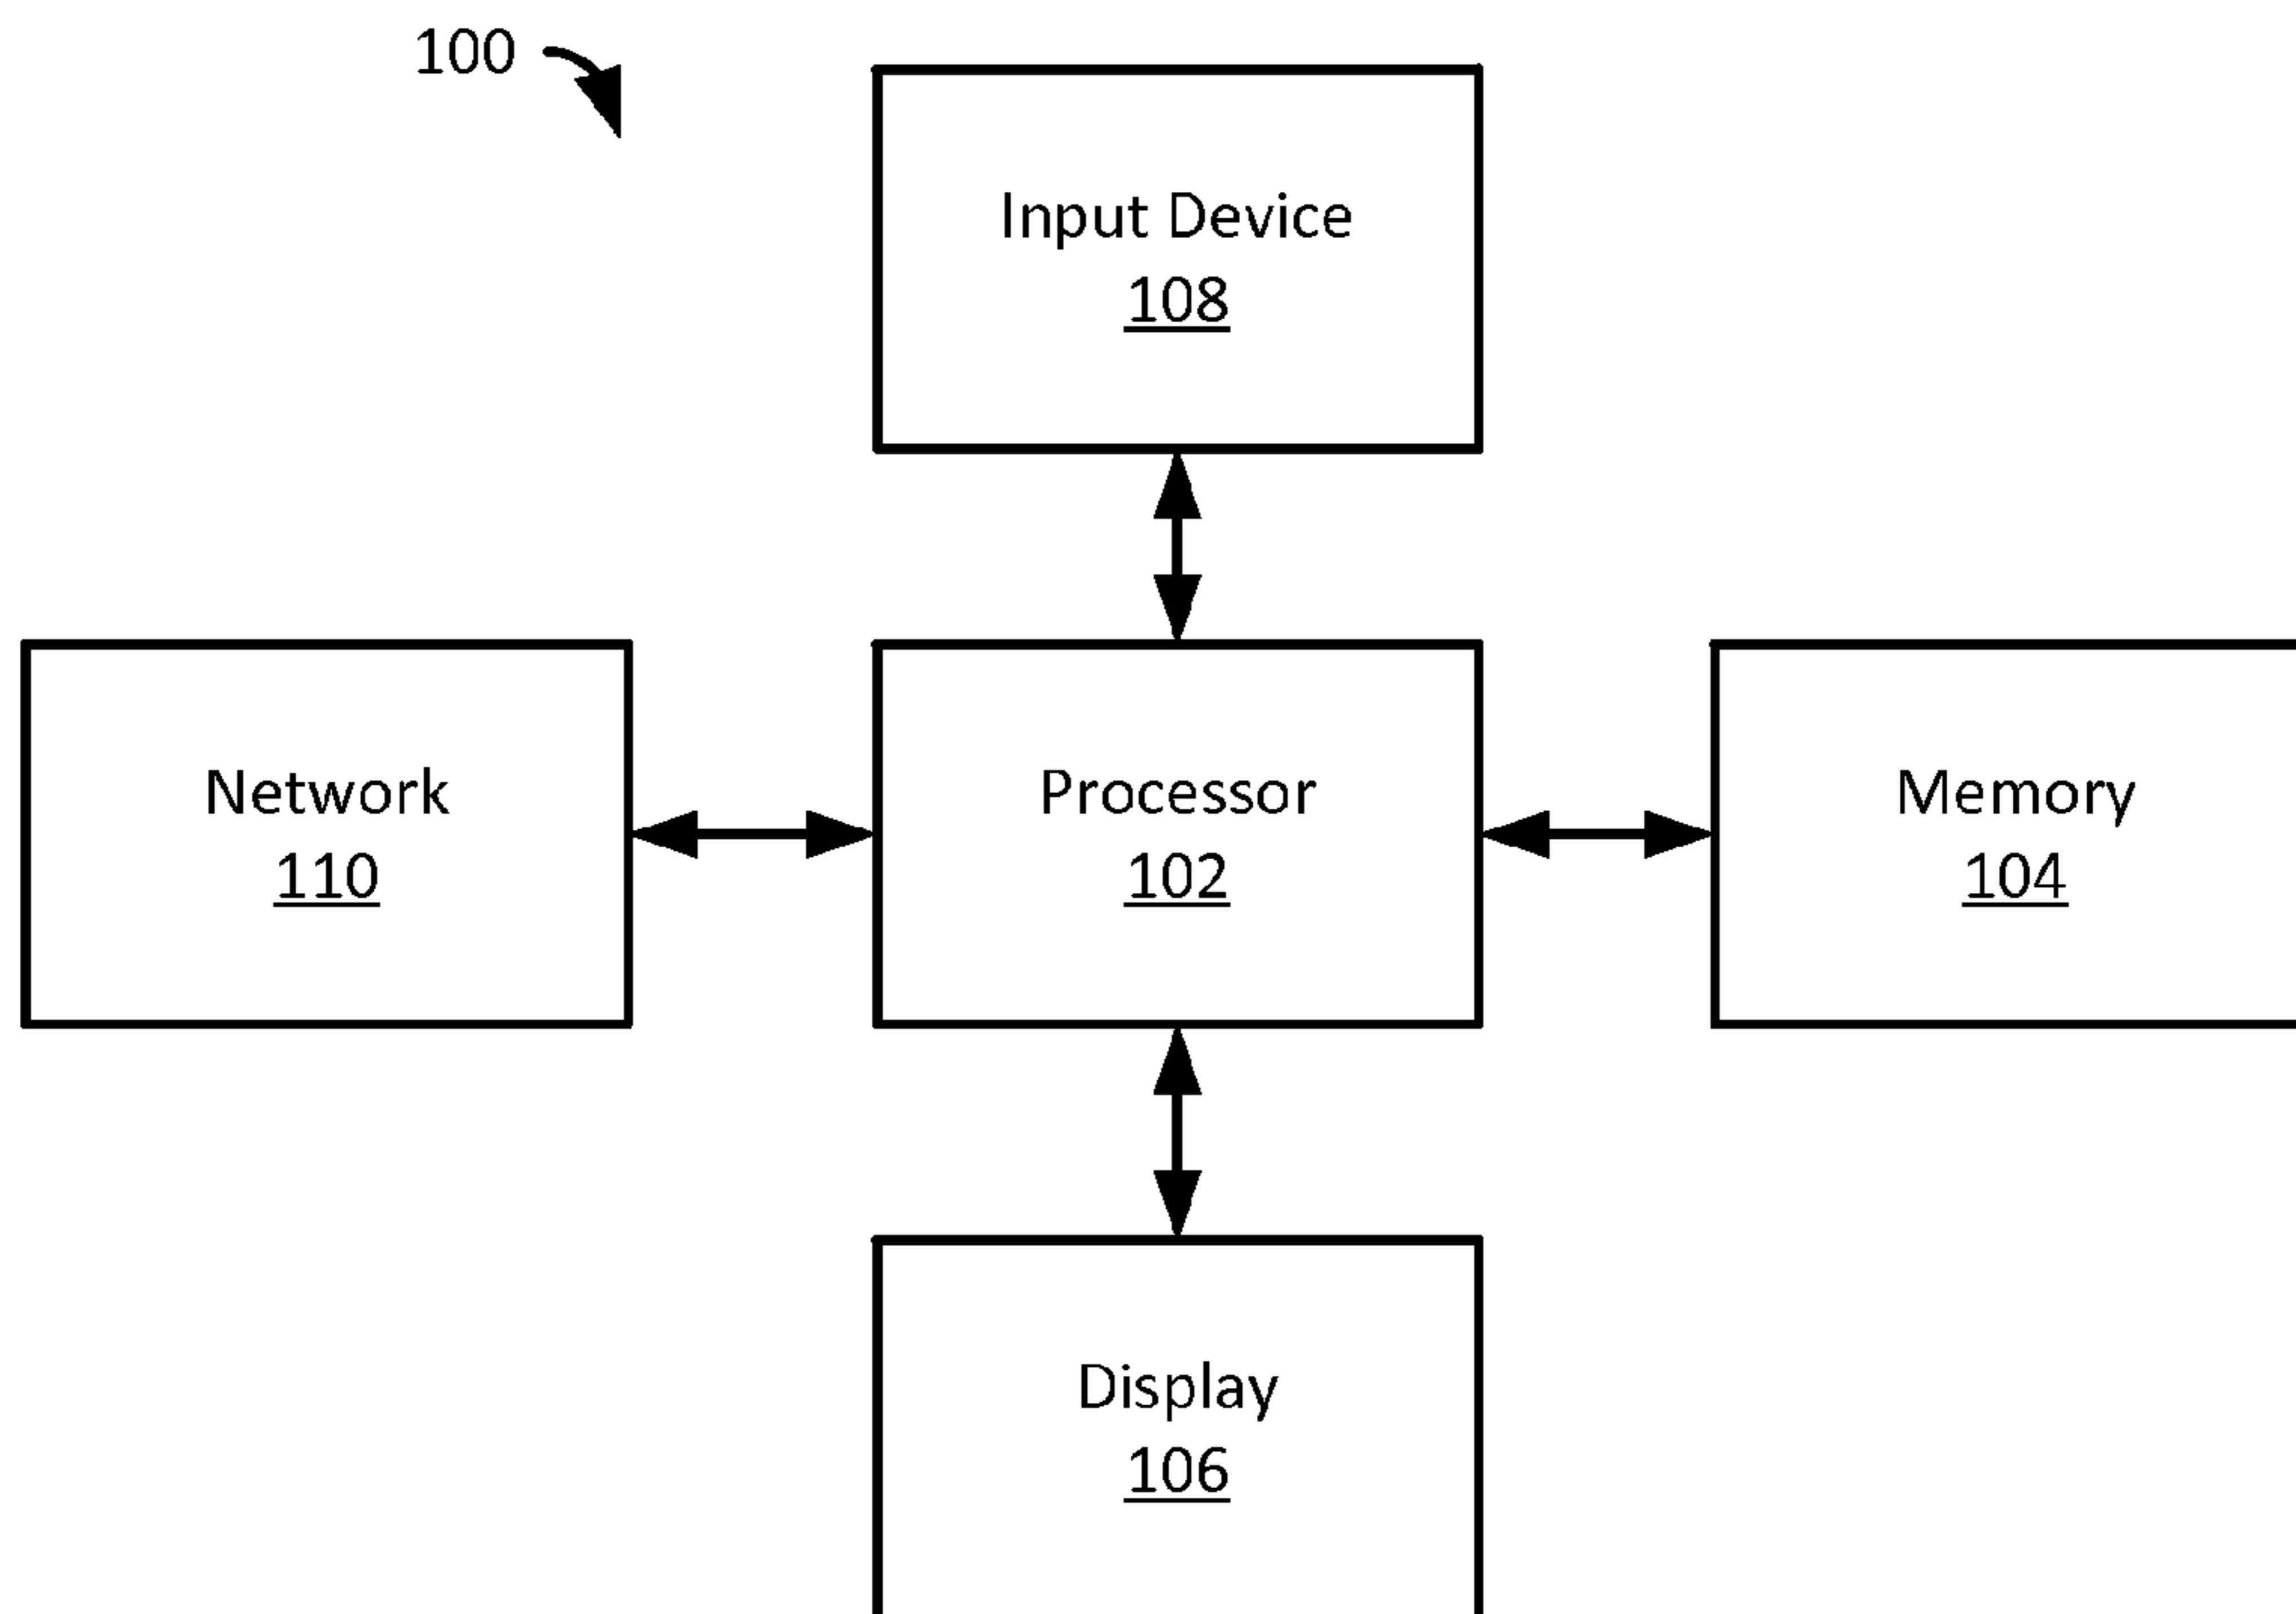 100
Input Device
108
Network
110
Processor
102
Memory
104
Display
106